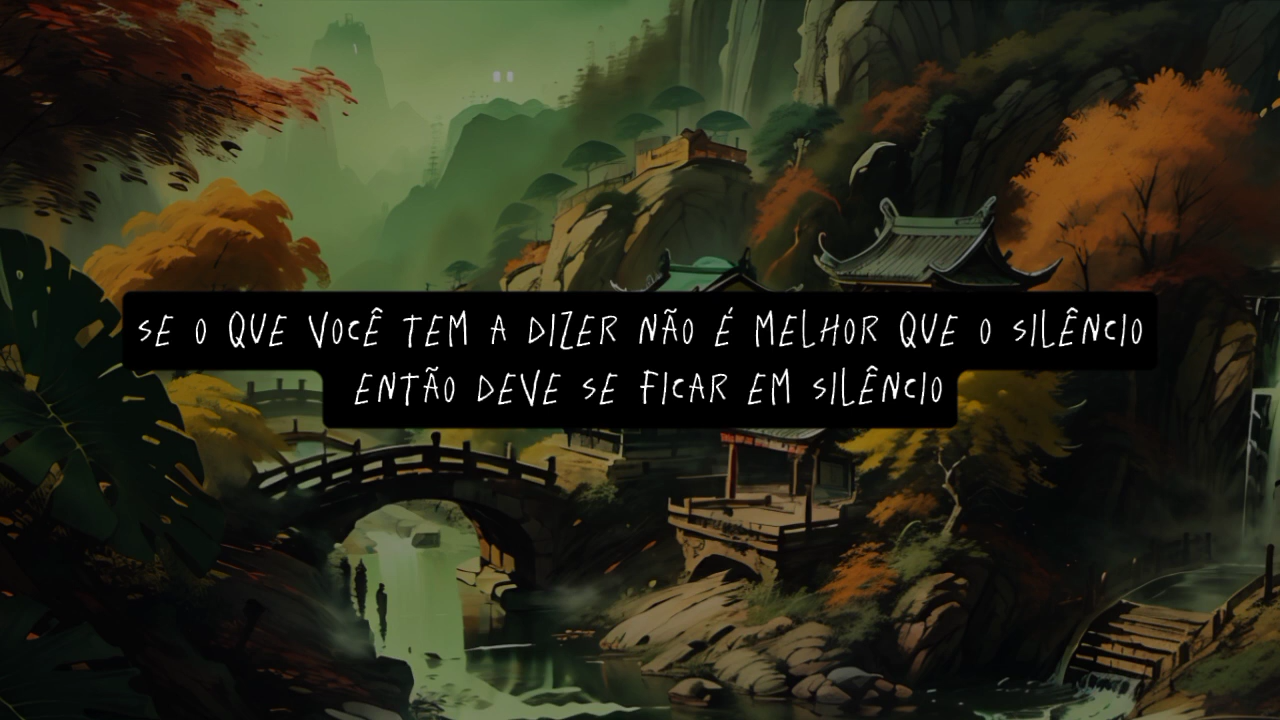 SE O QUE VOCÊ TEM A DIZER NÃO É MELHOR QUE O SILÊNCIO
ENTÃO DEVE SE FICAR EM SILÊNCIO